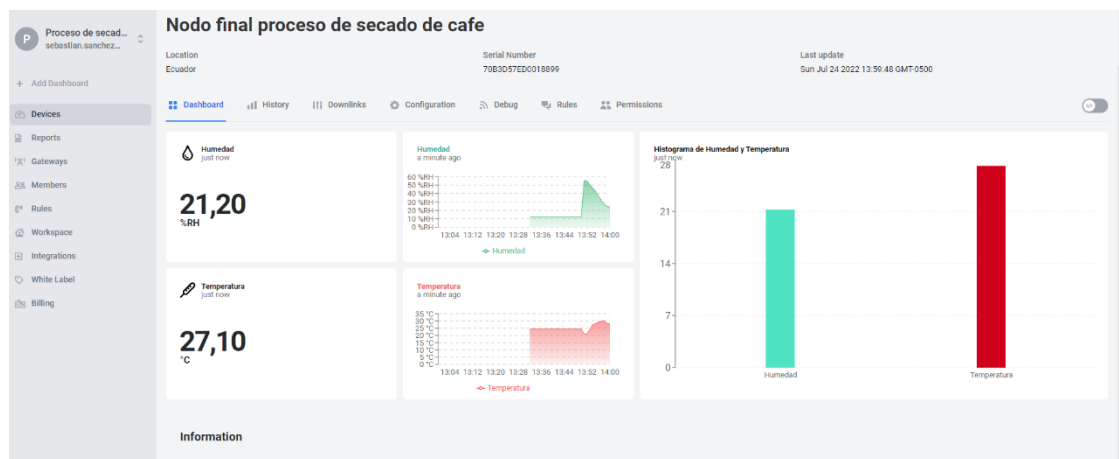 P
Proceso de secad...
sebastian.sanchez...
+ Add Dashboard
Devices
Reports
Gateways
Members
Rules
Workspace
Integrations
White Label
Billing
Nodo final proceso de secado de cafe
Location
Ecuador
Serial Number
70B3D57ED0018899
Last update
Sun Jul 24 2022 13:59:48 GMT-0500
Dashboard History Downlinks Configuration Debug Rules Permissions
Humedad
just now
21,20
%RH
Humedad
a minute ago
60 %RH
50 %RH
40 %RH
30 %RH
20 %RH
10 %RH
0 %RH
13:04 13:12 13:20 13:28 13:36 13:44 13:52 14:00
Humedad
Histograma de Humedad y Temperatura
just now
28
21
14
7
0
Humedad Temperatura
Temperatura
just now
27,10
°C
Temperatura
a minute ago
35 °C
30 °C
25 °C
20 °C
15 °C
10 °C
5 °C
0 °C
13:04 13:12 13:20 13:28 13:36 13:44 13:52 14:00
Temperatura
Information